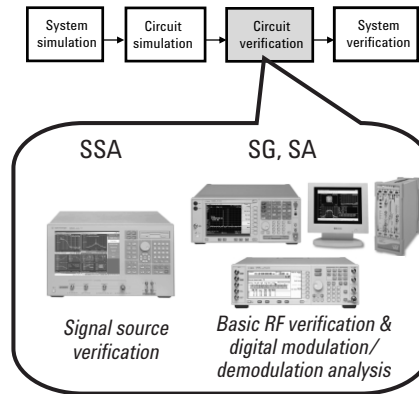 System
simulation
Circuit
simulation
Circuit
verification
System
verification
SSA
SG, SA
Signal source
verification
Basic RF verification &
digital modulation/
demodulation analysis